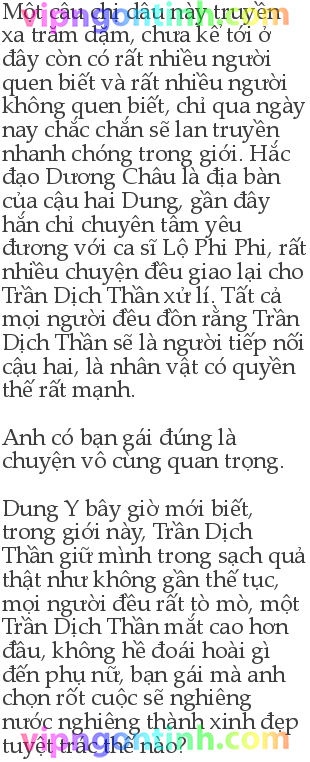 Một câu chị dâu này truyền
vipngontinh.com
xa trăm dặm, chưa kể tới ở
đây còn có rất nhiều người
quen biết và rất nhiều người
không quen biết, chỉ qua ngày
nay chắc chắn sẽ lan truyền
nhanh chóng trong giới. Hắc
đạo Dương Châu là địa bàn
của cậu hai Dung, gần đây
hắn chỉ chuyên tâm yêu
đương với ca sĩ Lộ Phi Phi, rất
nhiều chuyện đều giao lại cho
Trần Dịch Thần xử lí. Tất cả
mọi người đều đồn rằng Trần
Dịch Thần sẽ là người tiếp nối
cậu hai, là nhân vật có quyền
thế rất mạnh.
Anh có bạn gái đúng là
chuyện vô cùng quan trọng.
Dung Y bây giờ mới biết,
trong giới này, Trần Dịch
Thần giữ mình trong sạch quả
thật như không gần thế tục,
mọi người đều rất tò mò, một
Trần Dịch Thần mắt cao hơn
đầu, không hề đoái hoài gì
đến phụ nữ, bạn gái mà anh
chọn rốt cuộc sẽ nghiêng
nước nghiêng thành xinh đẹp
vipngontinh.com
tuyệt trác thế nào?